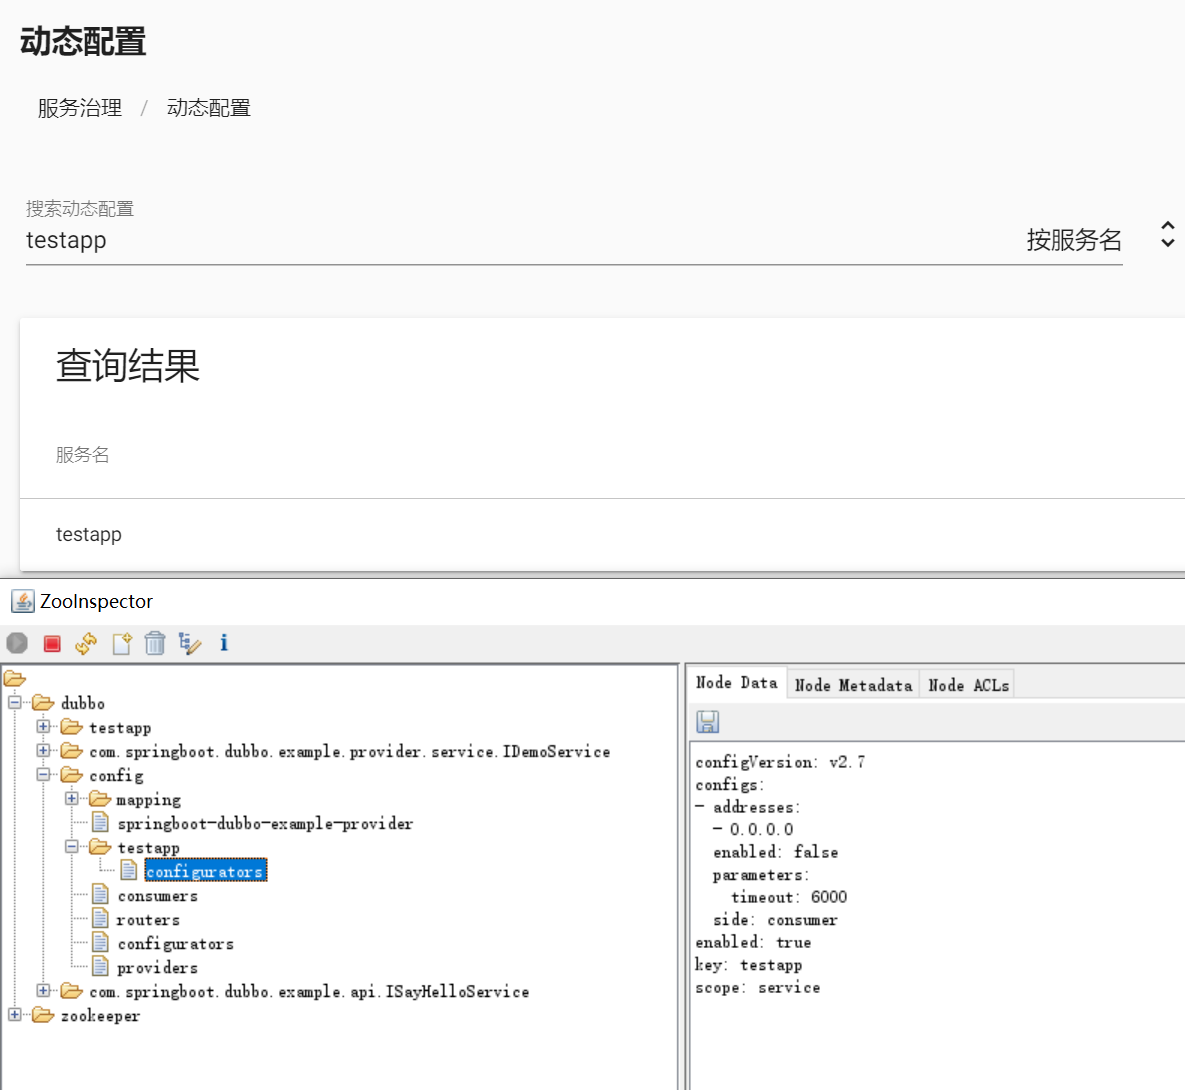 动态配置
服务治理 / 动态配置
搜索动态配置
testapp 按服务名
查询结果
服务名
testapp
ZooInspector
dubbo
testapp
com.springboot.dubbo.example.provider.service.IDemoService
config
mapping
springboot-dubbo-example-provider
testapp
configurators
consumers
routers
configurators
providers
com.springboot.dubbo.example.api.ISayHelloService
zookeeper
Node Data Node Metadata Node ACLs
configVersion: v2.7
configs:
- addresses:
- 0.0.0.0
enabled: false
parameters:
timeout: 6000
side: consumer
enabled: true
key: testapp
scope: service